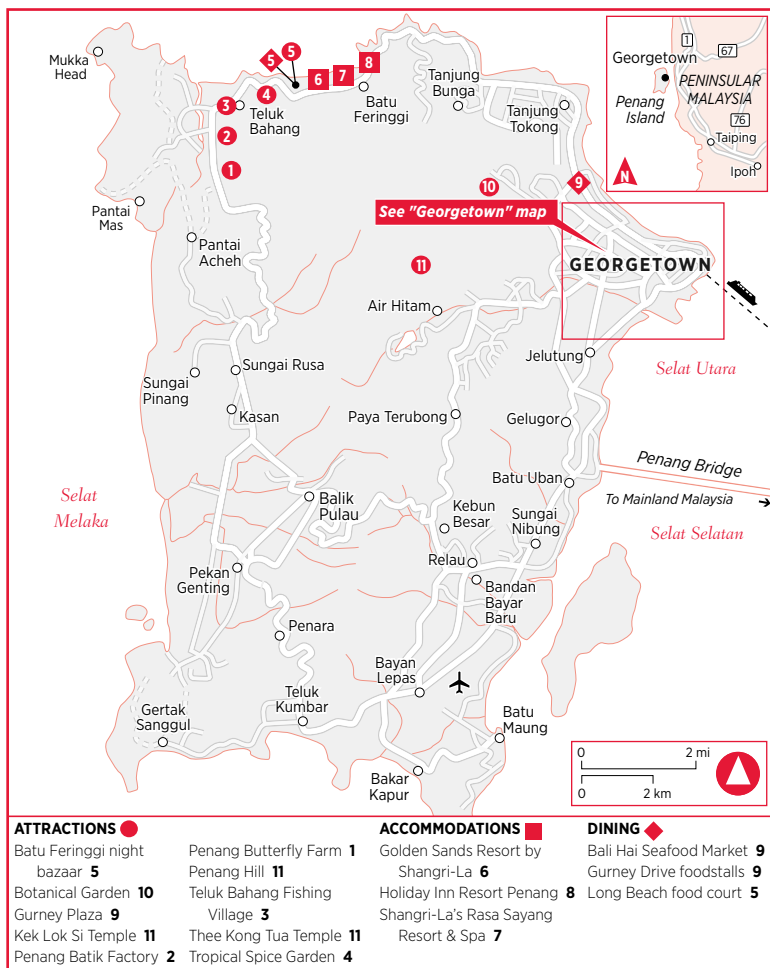 Mukka
Head
5
5
6
7
8
3
4
Teluk
Bahang
Batu
Feringgi
Tanjung
Bunga
Tanjung
Tokong
2
1
10
9
Pantai
Mas
Pantai
Acheh
See "Georgetown" map
GEORGETOWN
11
Air Hitam
Jelutung
Selat Utara
Sungai
Pinang
Sungai Rusa
Kasan
Paya Terubong
Gelugor
Selat
Melaka
Balik
Pulau
Batu Uban
Penang Bridge
To Mainland Malaysia
Kebun
Besar
Sungai
Nibung
Selat Selatan
Pekan
Genting
Relau
Bandan
Bayar
Baru
Penara
Bayan
Lepas
Teluk
Kumbar
Gertak
Sanggul
Batu
Maung
Bakar
Kapur
1
67
Georgetown
PENINSULAR
MALAYSIA
Penang
Island
76
Taiping
Ipoh
N
0 2 mi
0 2 km
ATTRACTIONS
Batu Feringgi night
bazaar 5
Botanical Garden 10
Gurney Plaza 9
Kek Lok Si Temple 11
Penang Batik Factory 2
Penang Butterfly Farm 1
Penang Hill 11
Teluk Bahang Fishing
Village 3
Thee Kong Tua Temple 11
Tropical Spice Garden 4
ACCOMMODATIONS
Golden Sands Resort by
Shangri-La 6
Holiday Inn Resort Penang 8
Shangri-La's Rasa Sayang
Resort & Spa 7
DINING
Bali Hai Seafood Market 9
Gurney Drive foodstalls 9
Long Beach food court 5